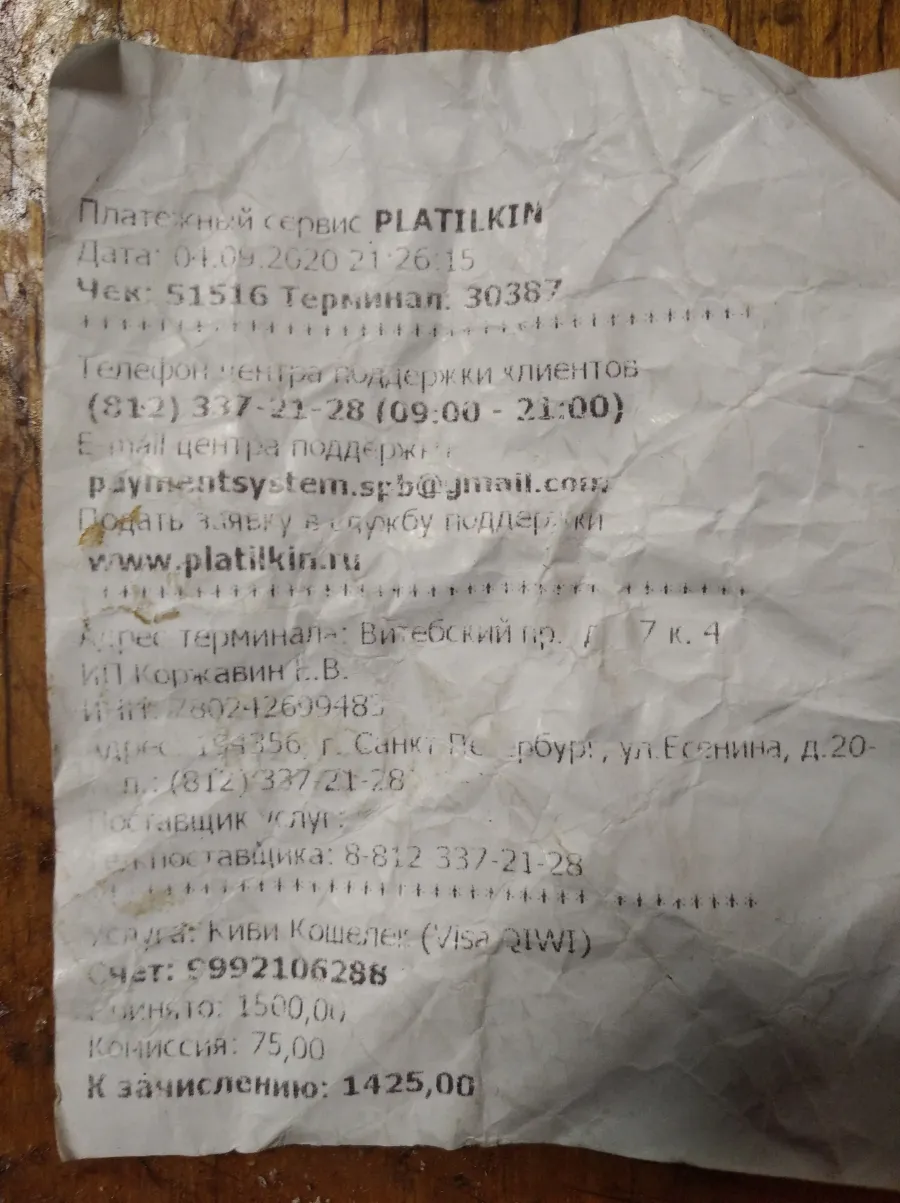 Платежный сервис PLATILKIN
Дата: 04.09.2020 21:26:15
Чек: 51516 Терминал: 30387
Телефон центра поддержки клиентов
(812) 337-21-28 (09:00 - 21:00)
E-mail центра поддержки
paymentsystem.spb@gmail.com
Подать заявку в службу поддержки
www.platilkin.ru
Адрес терминала: Витебский пр. к. 4
ИП Коржавин
ИНН:
Адрес: 194356, г. Санкт-Петербург, ул.Есенина, д.20-
(812) 337-21-28
Поставщик услуг:
поставщика: 8-812 337-21-28
Услуга: Киви Кошелек (Visa QIWI)
Счет: 9992106288
Принято: 1500,00
Комиссия: 75,00
К зачислению: 1425,00